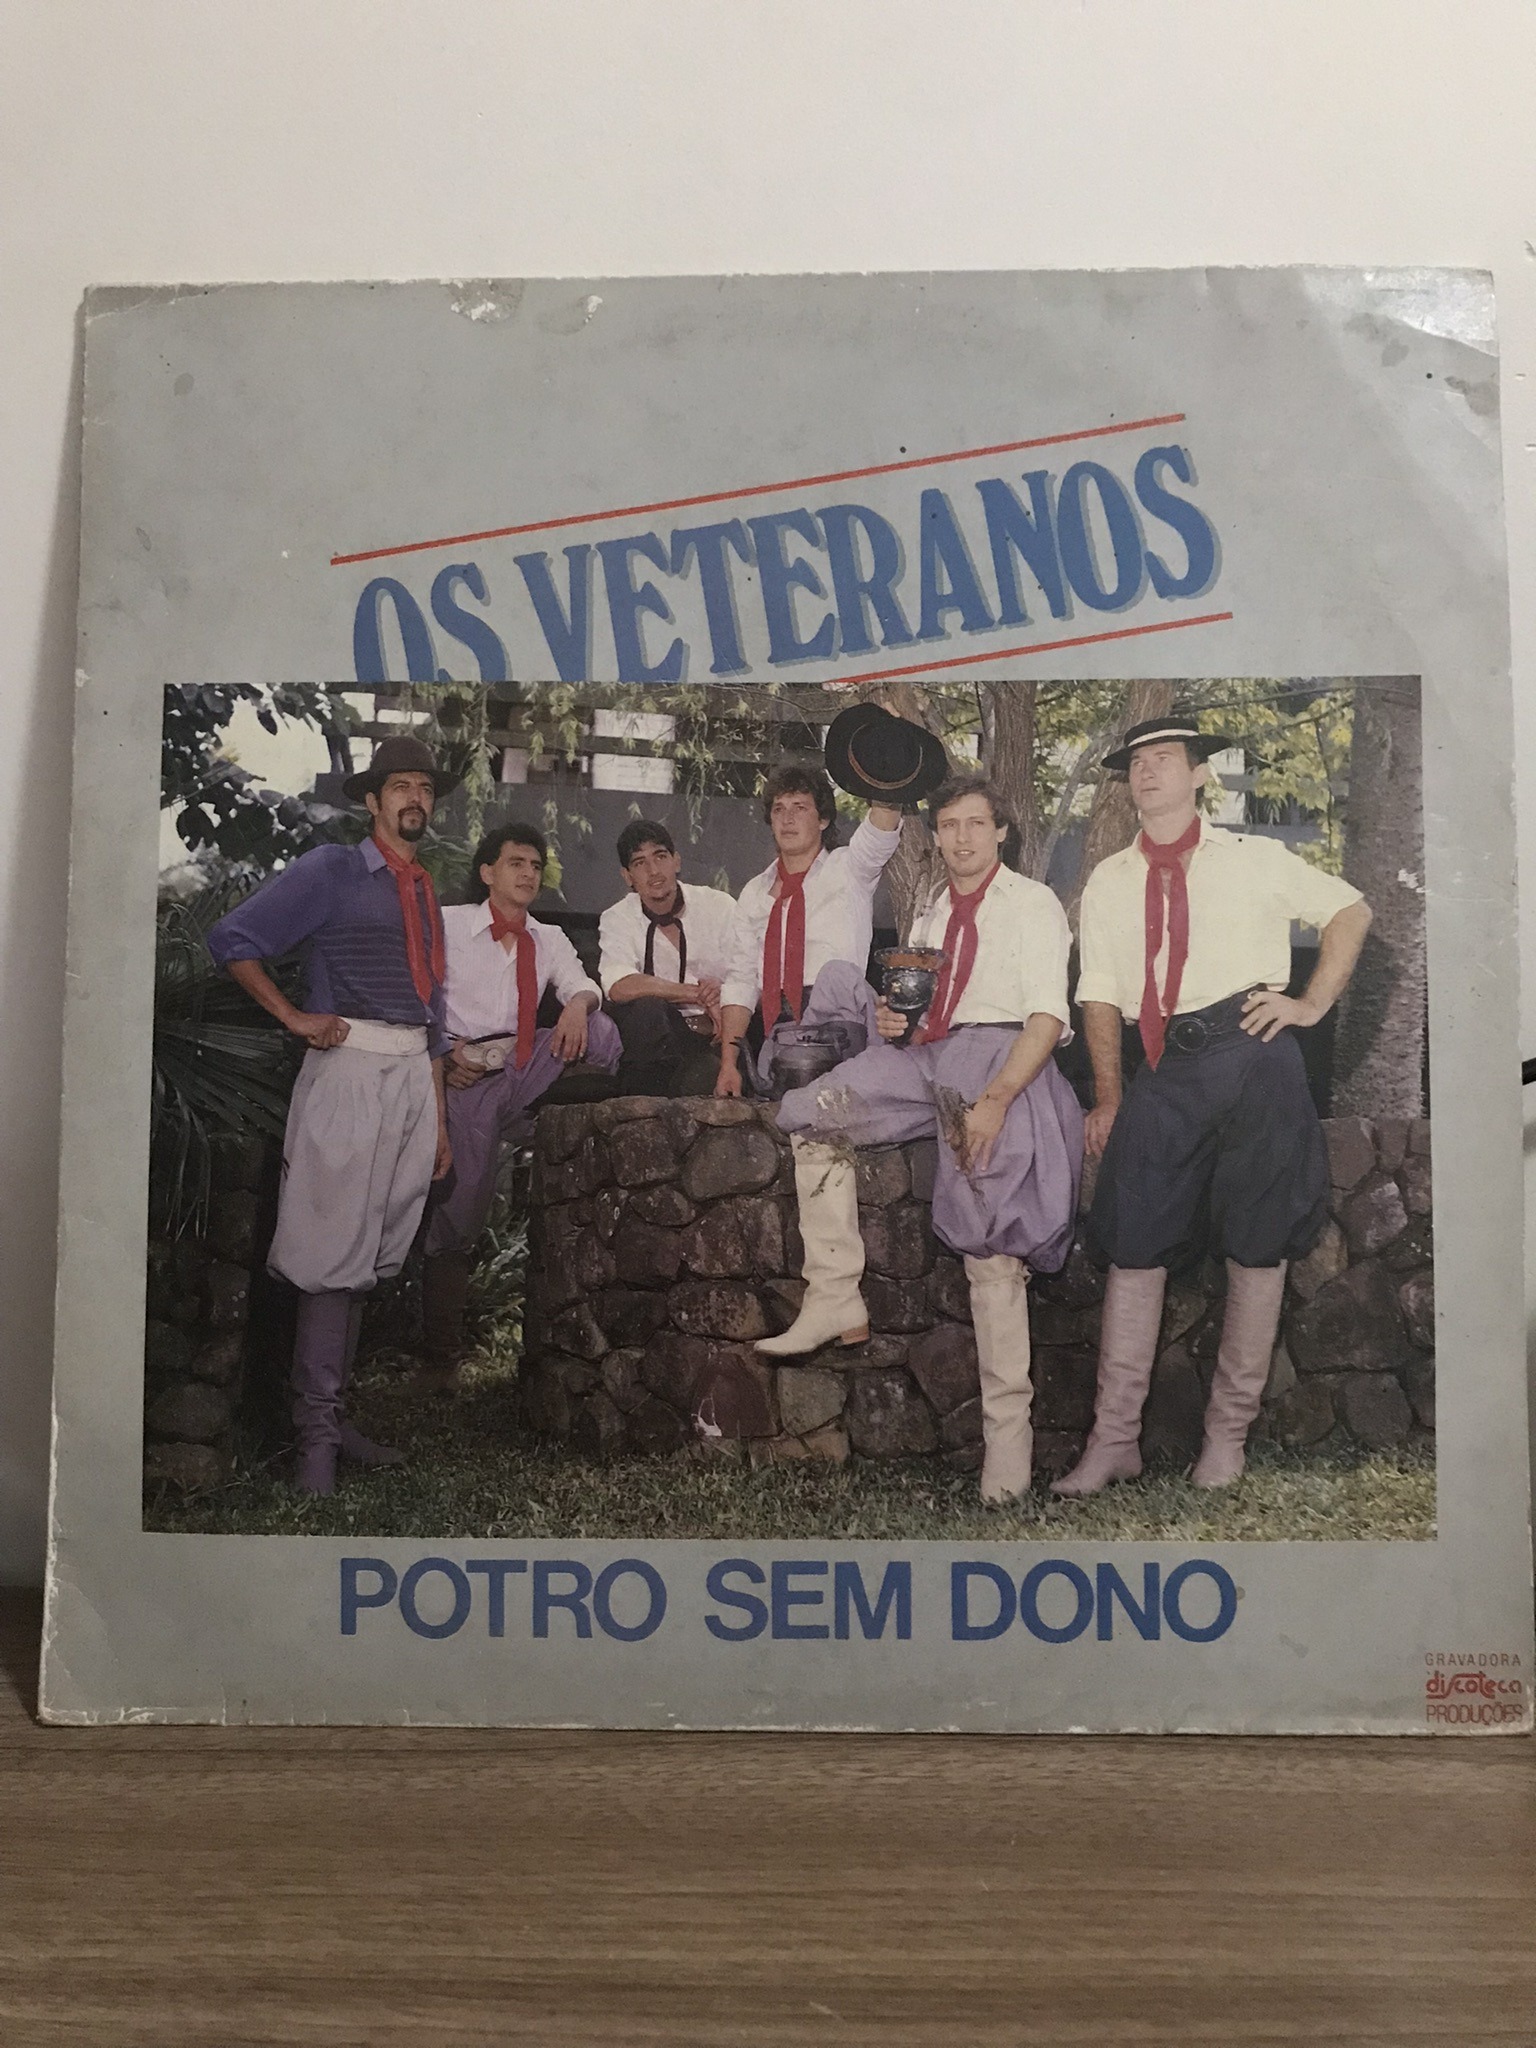 OS VETERANOS
POTRO SEM DONO
GRAVADORA
discoteca
PRODUÇÕES